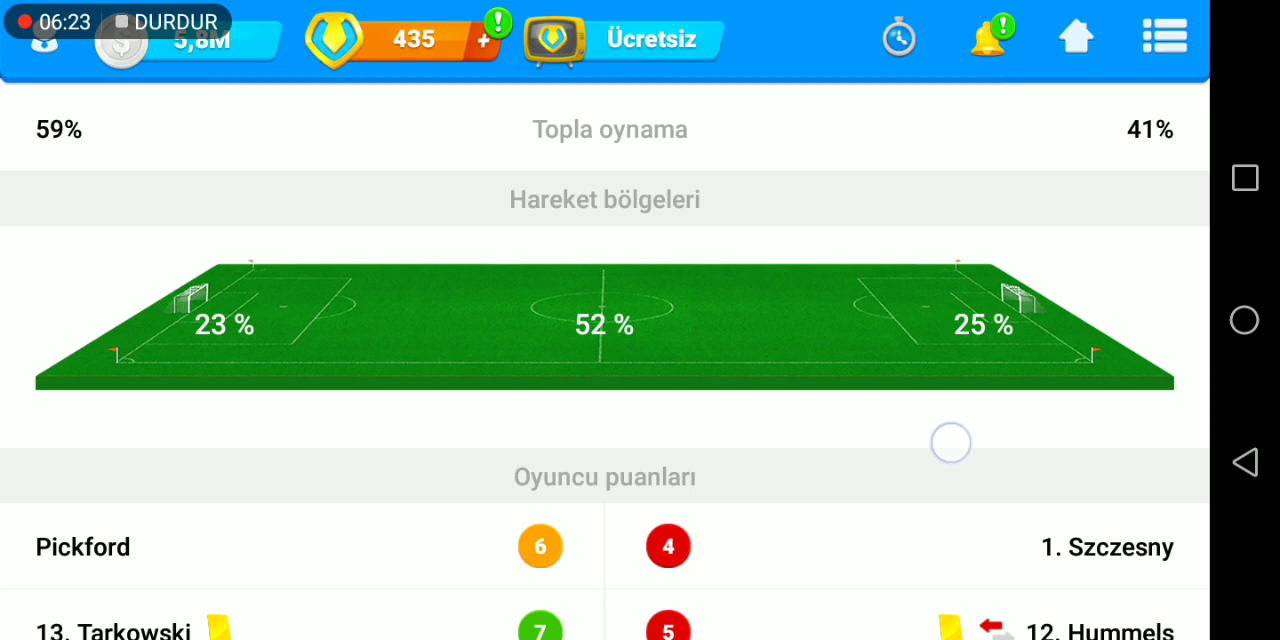 06:23 DURDUR
5,8M
435 +
Ücretsiz
59% Topla oynama 41%
Hareket bölgeleri
23 % 52 % 25 %
Oyuncu puanları
Pickford 6 4 1. Szczesny
13. Tarkowski 7 5 12. Hummels